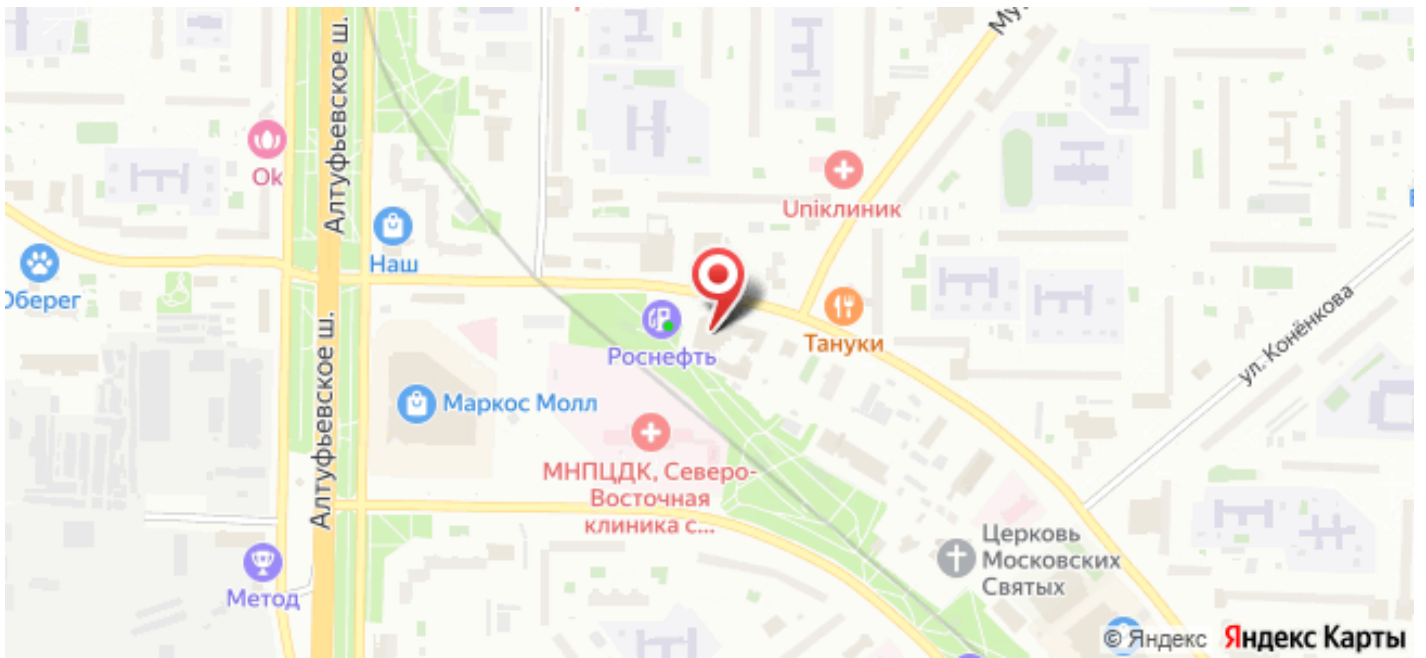 Алтуфьевское ш.
Алтуфьевское ш.
Му
Ok
Uniклиник
Наш
Оберег
Роснефть
Тануки
ул. Конёнкова
Маркос Молл
МНПЦДК, Северо-
Восточная
клиника с...
Церковь
Московских
Святых
Метод
© Яндекс Яндекс Карты